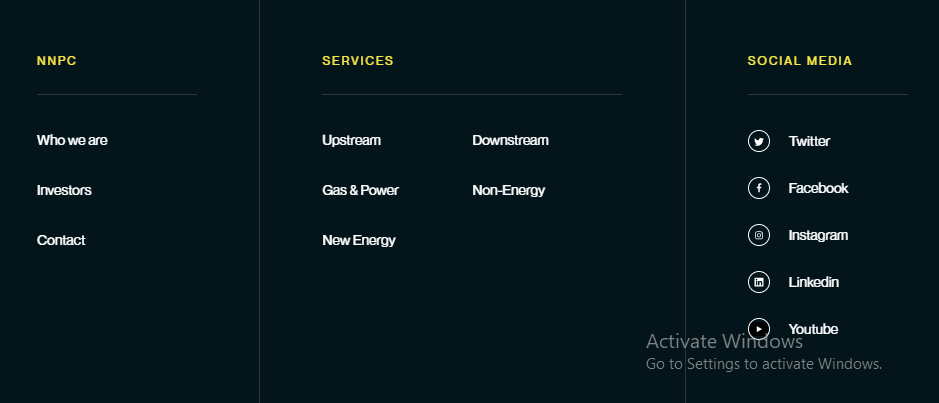 NNPC
Who we are
Investors
Contact
SERVICES
Upstream
Downstream
Gas & Power
Non-Energy
New Energy
SOCIAL MEDIA
Twitter
Facebook
Instagram
Linkedin
Youtube
Activate Windows
Go to Settings to activate Windows.